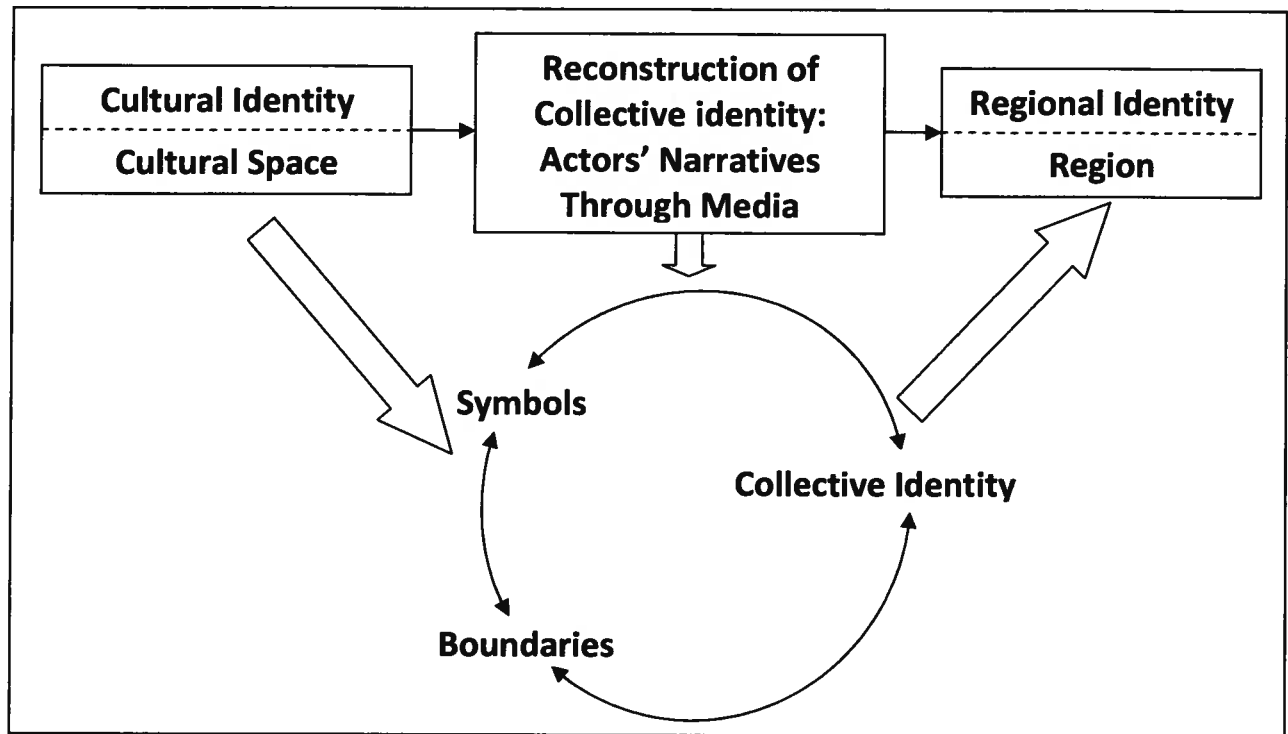 Cultural Identity
Cultural Space
Reconstruction of
Collective identity:
Actors' Narratives
Through Media
Regional Identity
Region
Symbols
Collective Identity
Boundaries